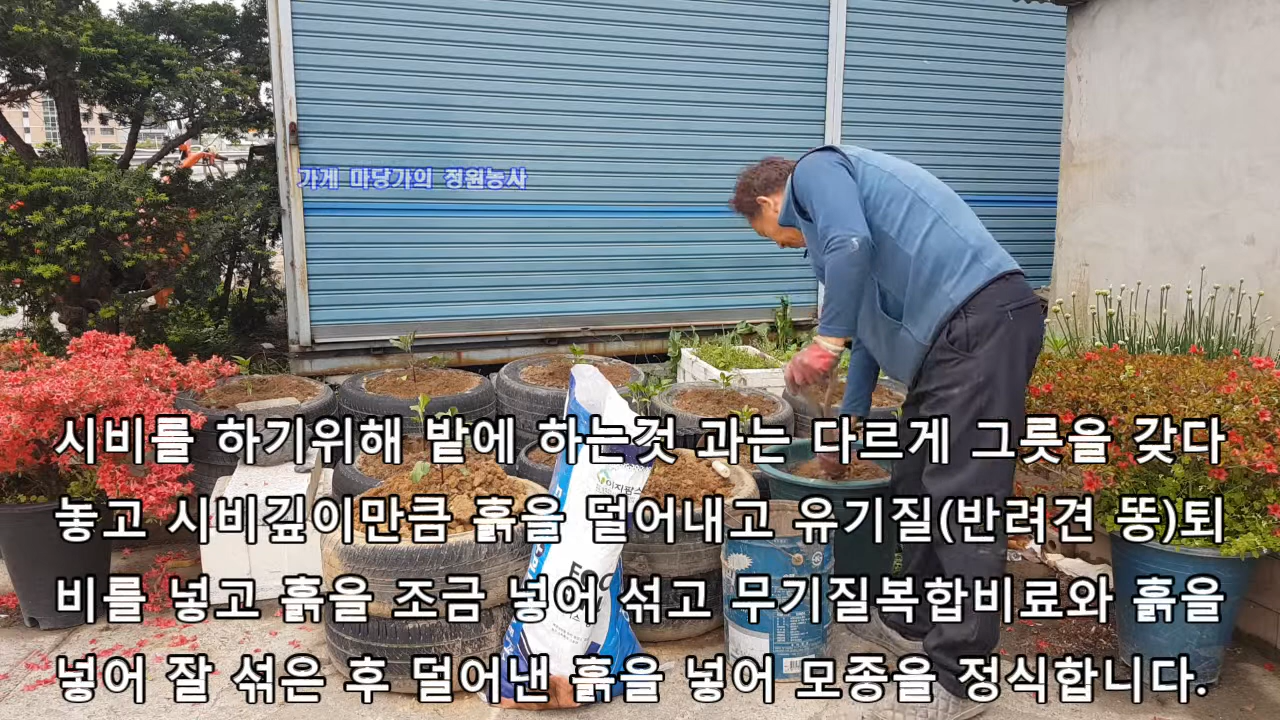 가게 마당가의 정원농사
시비를 하기위해 밭에 하는것 과는 다르게 그릇을 갖다
놓고 시비깊이만큼 흙을 덜어내고 유기질(반려견 똥)퇴
비를 넣고 흙을 조금 넣어 섞고 무기질복합비료와 흙을
넣어 잘 섞은 후 덜어낸 흙을 넣어 모종을 정식합니다.